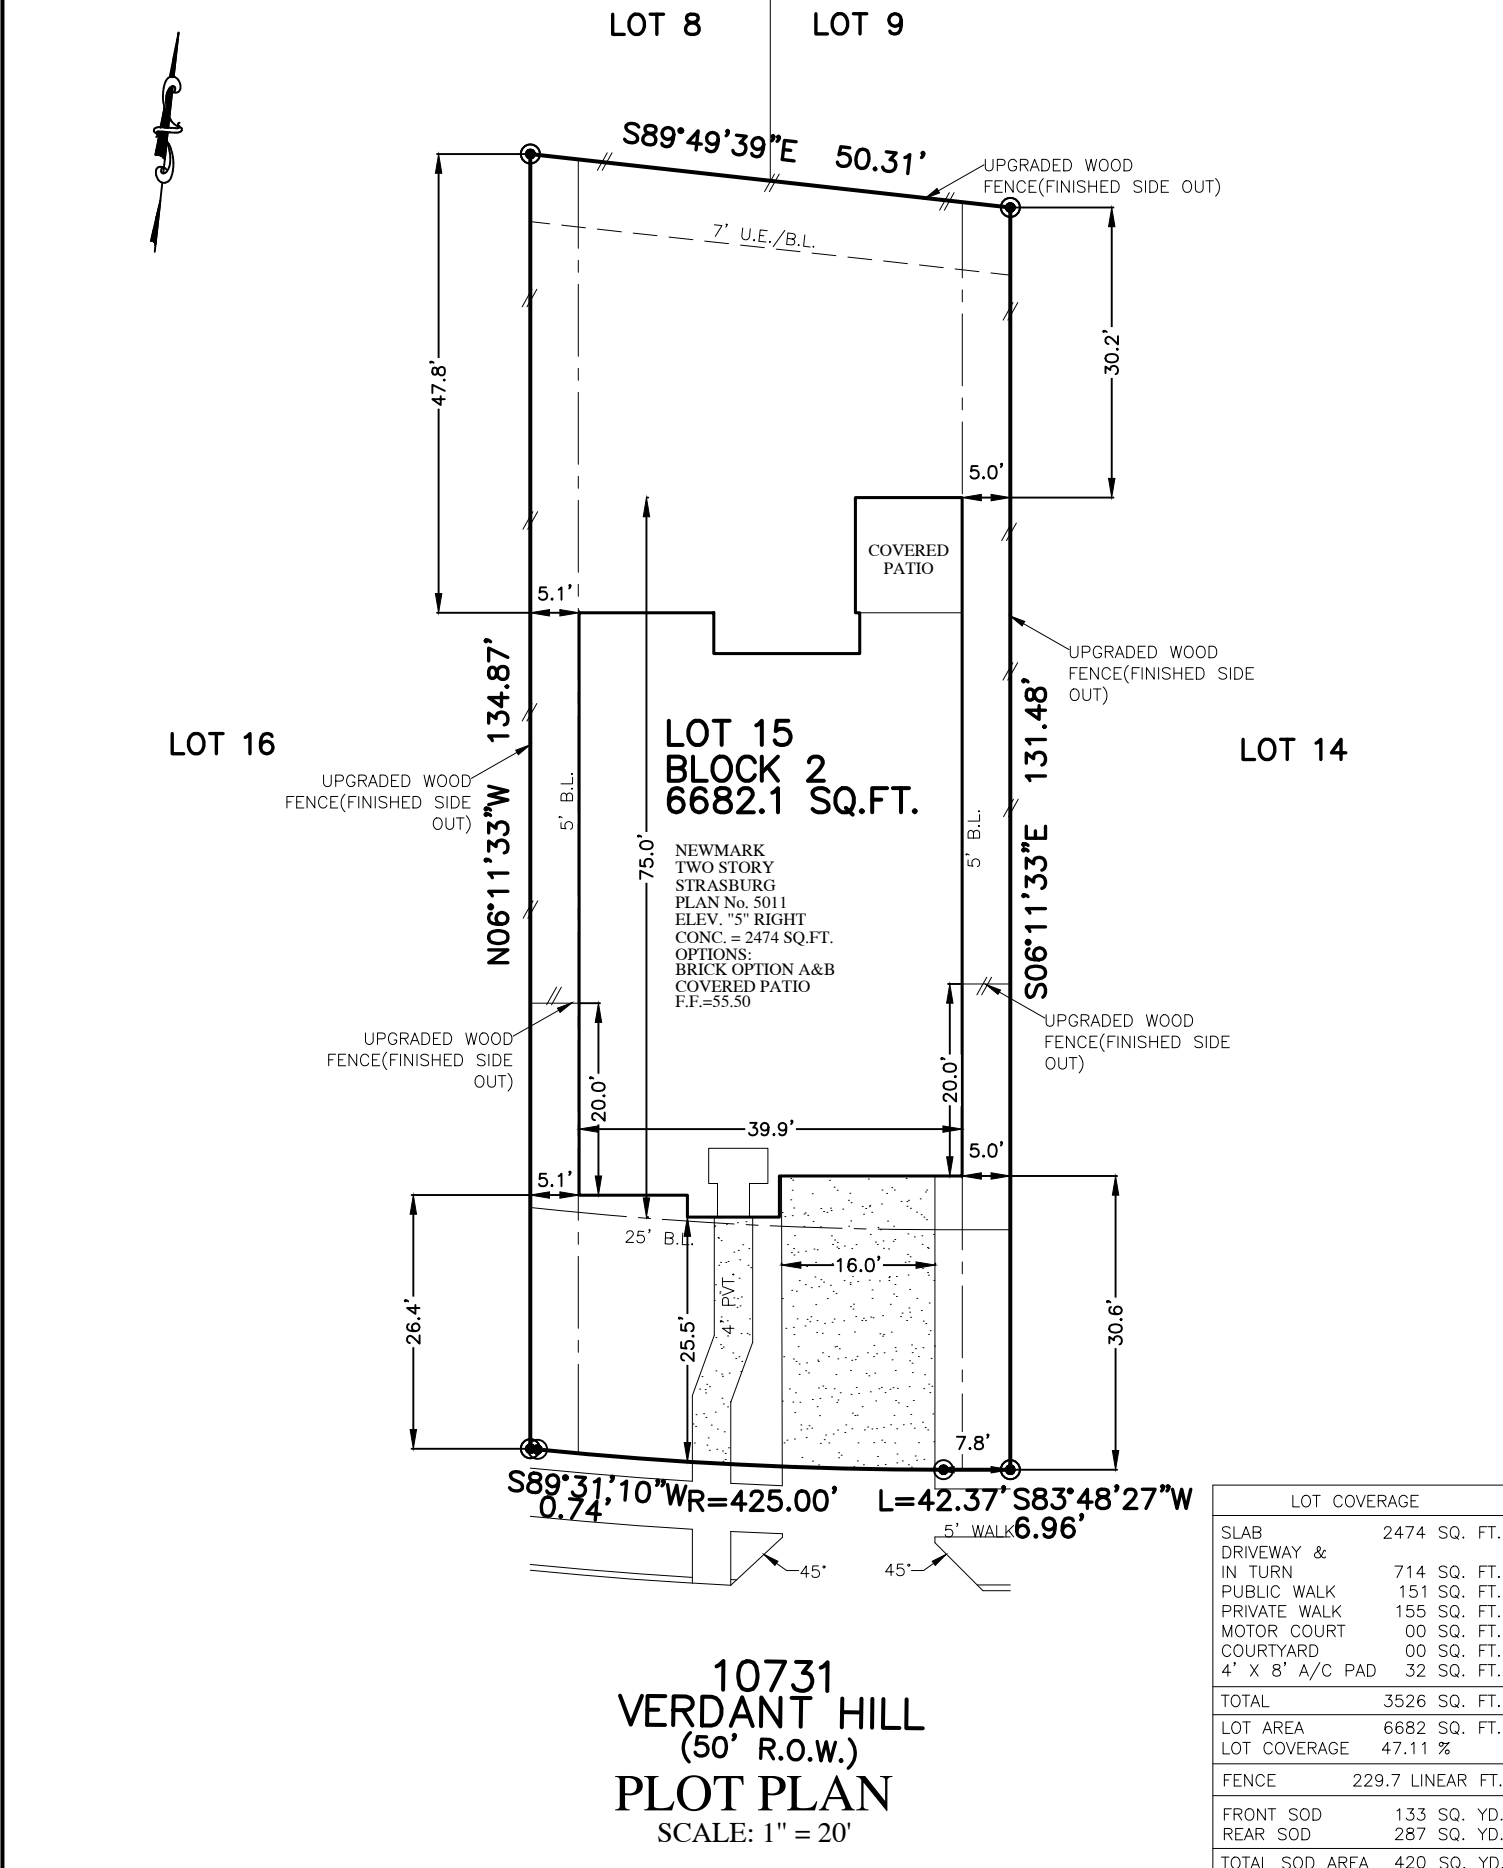 LOT 8
LOT 9
S89°49'39"E 50.31'
UPGRADED WOOD
FENCE(FINISHED SIDE OUT)
7' U.E./B.L.
47.8'
30.2'
5.0'
COVERED
PATIO
5.1'
UPGRADED WOOD
FENCE(FINISHED SIDE
OUT)
N06°11'33"W 134.87'
S06°11'33"E 131.48'
LOT 16
LOT 14
LOT 15
BLOCK 2
6682.1 SQ.FT.
UPGRADED WOOD
FENCE(FINISHED SIDE
OUT)
5' B.L.
5' B.L.
75.0'
NEWMARK
TWO STORY
STRASBURG
PLAN No. 5011
ELEV. "5" RIGHT
CONC. = 2474 SQ.FT.
OPTIONS:
BRICK OPTION A&B
COVERED PATIO
F.F.=55.50
UPGRADED WOOD
FENCE(FINISHED SIDE
OUT)
UPGRADED WOOD
FENCE(FINISHED SIDE
OUT)
20.0'
20.0'
39.9'
5.0'
5.1'
25' B.L.
16.0'
4' PVT.
26.4'
25.5'
30.6'
7.8'
S89°31'10"W
0.74'
R=425.00'
L=42.37'
S83°48'27"W
6.96'
5' WALK
45°
45°
LOT COVERAGE
SLAB 2474 SQ. FT.
DRIVEWAY &
IN TURN 714 SQ. FT.
PUBLIC WALK 151 SQ. FT.
PRIVATE WALK 155 SQ. FT.
MOTOR COURT 00 SQ. FT.
COURTYARD 00 SQ. FT.
4' X 8' A/C PAD 32 SQ. FT.
TOTAL 3526 SQ. FT.
LOT AREA 6682 SQ. FT.
LOT COVERAGE 47.11 %
FENCE 229.7 LINEAR FT.
FRONT SOD 133 SQ. YD.
REAR SOD 287 SQ. YD.
TOTAL SOD AREA 420 SQ. YD.
10731
VERDANT HILL
(50' R.O.W.)
PLOT PLAN
SCALE: 1" = 20'